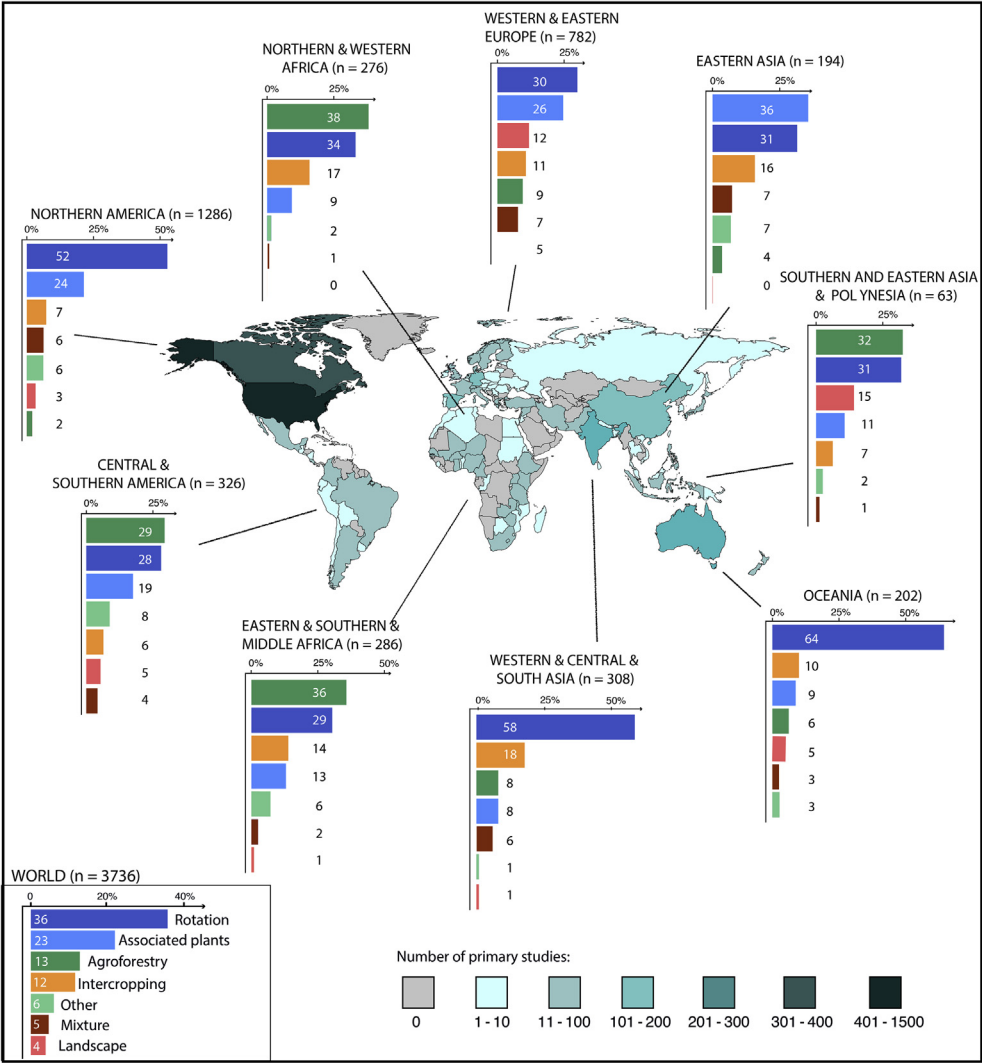 WESTERN & EASTERN
EUROPE (n = 782)
0% 25%
30
26
12
11
9
7
5
NORTHERN & WESTERN
AFRICA (n = 276)
0% 25%
38
34
17
9
2
1
0
EASTERN ASIA (n = 194)
0% 25%
36
31
16
7
7
4
0
NORTHERN AMERICA (n = 1286)
0% 25% 50%
52
24
7
6
6
3
2
SOUTHERN AND EASTERN ASIA
& POL YNESIA (n = 63)
0% 25%
32
31
15
11
7
2
1
CENTRAL &
SOUTHERN AMERICA (n = 326)
0% 25%
29
28
19
8
6
5
4
EASTERN & SOUTHERN &
MIDDLE AFRICA (n = 286)
0% 25% 50%
36
29
14
13
6
2
1
WESTERN & CENTRAL &
SOUTH ASIA (n = 308)
0% 25% 50%
58
18
8
8
6
1
1
OCEANIA (n = 202)
0% 25% 50%
64
10
9
6
5
3
3
WORLD (n = 3736)
0 20% 40%
36 Rotation
23 Associated plants
13 Agroforestry
12 Intercropping
6 Other
5 Mixture
4 Landscape
Number of primary studies:
0 1 - 10 11 - 100 101 - 200 201 - 300 301 - 400 401 - 1500